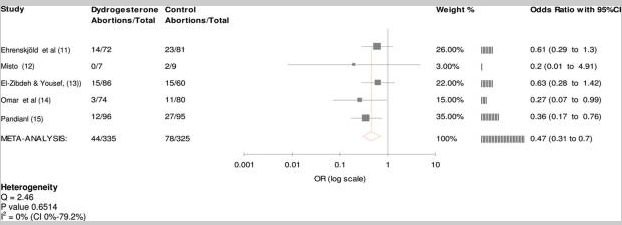 Study Dydrogesterone Control Weight % Odds Ratio with 95%CI
Abortions/Total Abortions/Total
Ehrenskjöld et al (11) 14/72 23/81 26.00% 0.61 (0.29 to 1.3)
Misto (12) 0/7 2/9 3.00% 0.2 (0.01 to 4.91)
El-Zibdeh & Yousef, (13)) 15/86 15/60 22.00% 0.63 (0.28 to 1.42)
Omar et al (14) 3/74 11/80 15.00% 0.27 (0.07 to 0.99)
Pandianl (15) 12/96 27/95 35.00% 0.36 (0.17 to 0.76)
META-ANALYSIS: 44/335 78/325 100% 0.47 (0.31 to 0.7)
0.001 0.01 0.1 1 10
OR (log scale)
Heterogeneity
Q = 2.46
P value 0.6514
I² = 0% (CI 0%-79.2%)